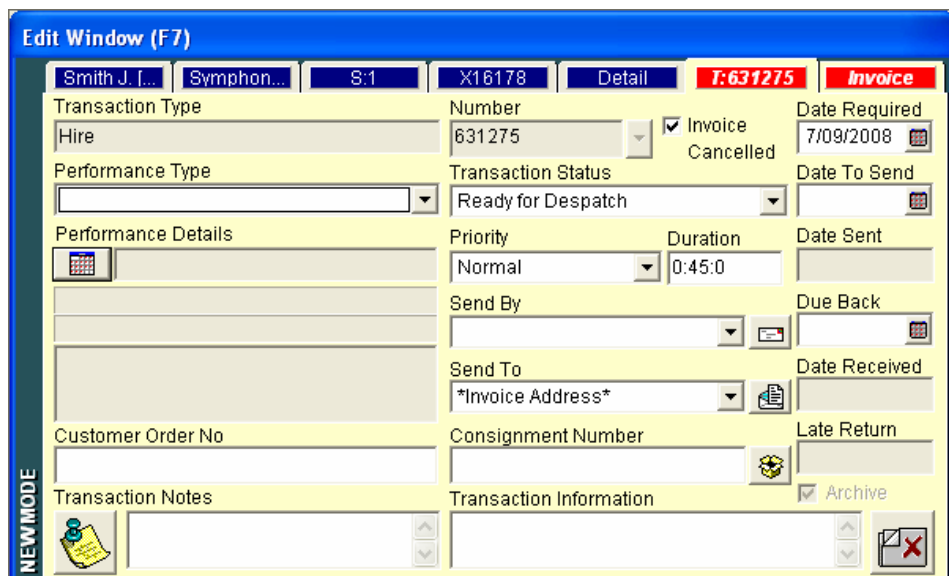 Edit Window (F7)
Smith J. [... Symphon... S:1 X16178 Detail T:631275 Invoice
Transaction Type Number Invoice Cancelled Date Required
Hire 631275 7/09/2008
Performance Type Transaction Status Date To Send
Ready for Despatch
Performance Details Priority Duration Date Sent
Normal 0:45:0
Send By Due Back
Send To Date Received
*Invoice Address*
Customer Order No Consignment Number Late Return
Archive
Transaction Notes Transaction Information
NEW MODE